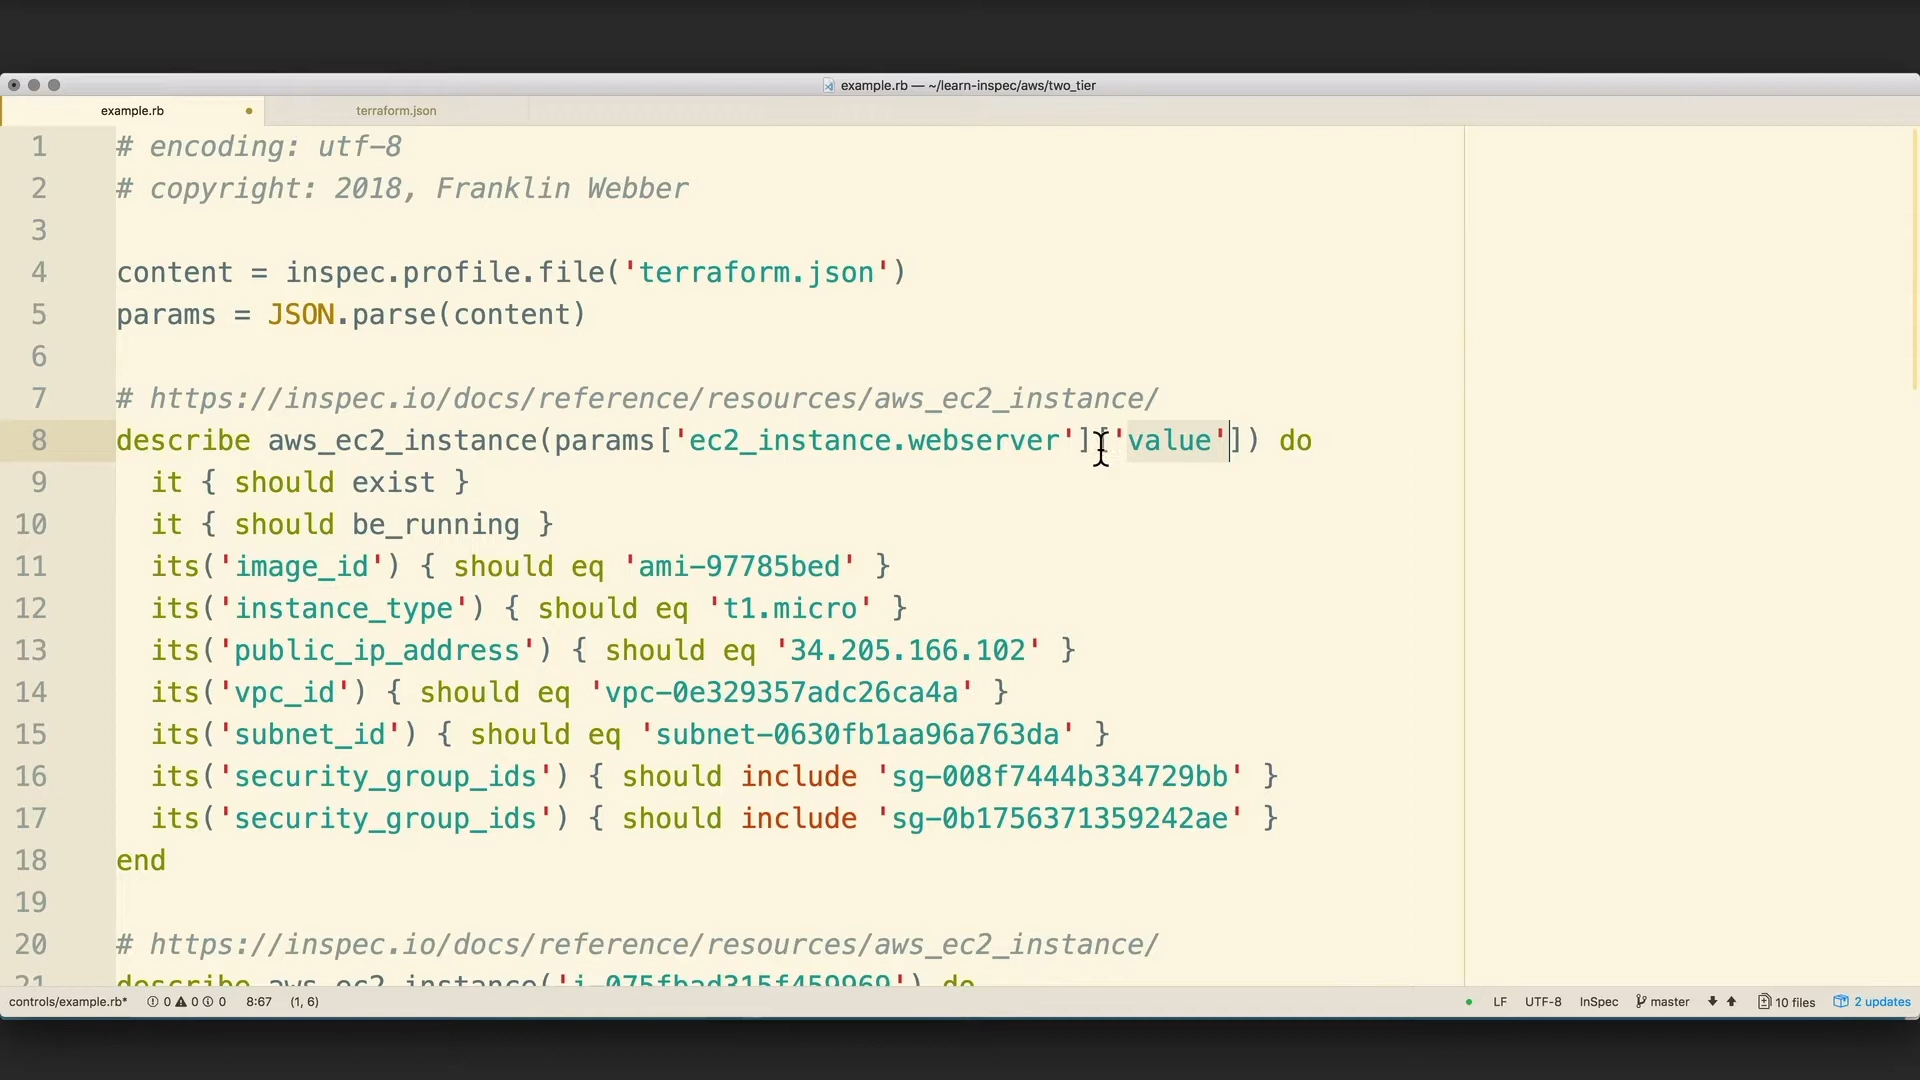 example.rb — ~/learn-inspec/aws/two_tier
example.rb terraform.json
1 # encoding: utf-8
2 # copyright: 2018, Franklin Webber
3
4 content = inspec.profile.file('terraform.json')
5 params = JSON.parse(content)
6
7 # https://inspec.io/docs/reference/resources/aws_ec2_instance/
8 describe aws_ec2_instance(params['ec2_instance.webserver']['value']) do
9 it { should exist }
10 it { should be_running }
11 its('image_id') { should eq 'ami-97785bed' }
12 its('instance_type') { should eq 't1.micro' }
13 its('public_ip_address') { should eq '34.205.166.102' }
14 its('vpc_id') { should eq 'vpc-0e329357adc26ca4a' }
15 its('subnet_id') { should eq 'subnet-0630fb1aa96a763da' }
16 its('security_group_ids') { should include 'sg-008f7444b334729bb' }
17 its('security_group_ids') { should include 'sg-0b1756371359242ae' }
18 end
19
20 # https://inspec.io/docs/reference/resources/aws_ec2_instance/
21 describe aws_ec2_instance('i-075fbad315f459969') do
controls/example.rb* 0 0 0 8:67 (1, 6) LF UTF-8 InSpec master 10 files 2 updates